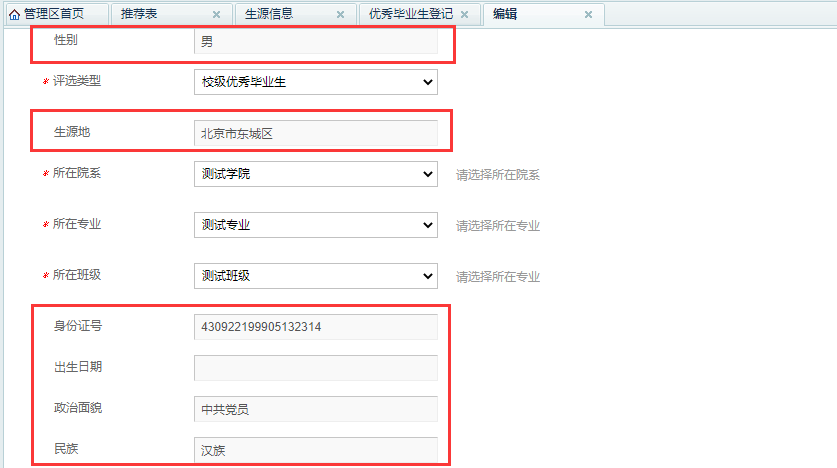 管理区首页 推荐表 生源信息 优秀毕业生登记 编辑
性别 男
* 评选类型 校级优秀毕业生
生源地 北京市东城区
* 所在院系 测试学院 请选择所在院系
* 所在专业 测试专业 请选择所在专业
* 所在班级 测试班级 请选择所在专业
身份证号 430922199905132314
出生日期
政治面貌 中共党员
民族 汉族